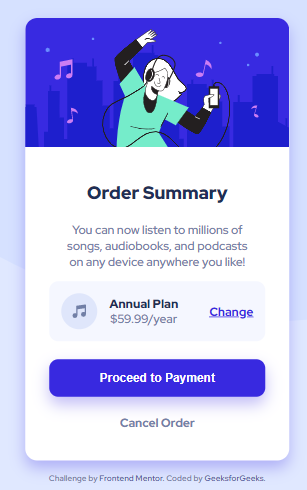 Order Summary
You can now listen to millions of
songs, audiobooks, and podcasts
on any device anywhere you like!
Annual Plan
$59.99/year
Change
Proceed to Payment
Cancel Order
Challenge by Frontend Mentor. Coded by GeeksforGeeks.